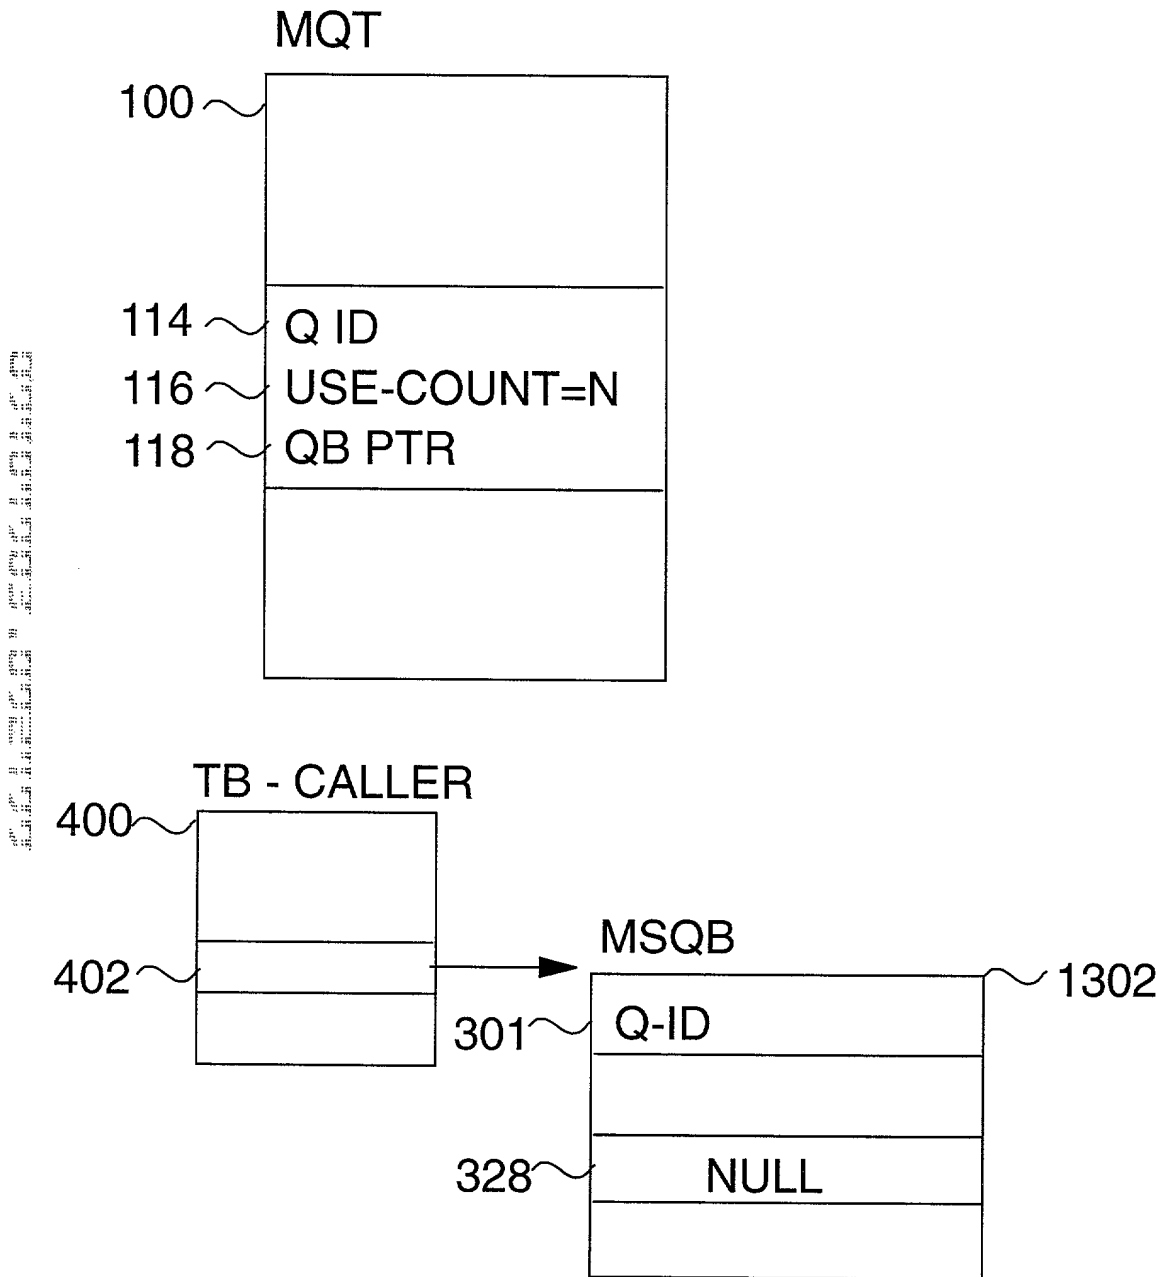 MQT
100
114 Q ID
116 USE-COUNT=N
118 QB PTR
TB - CALLER
400
402
MSQB
1302
301 Q-ID
328 NULL